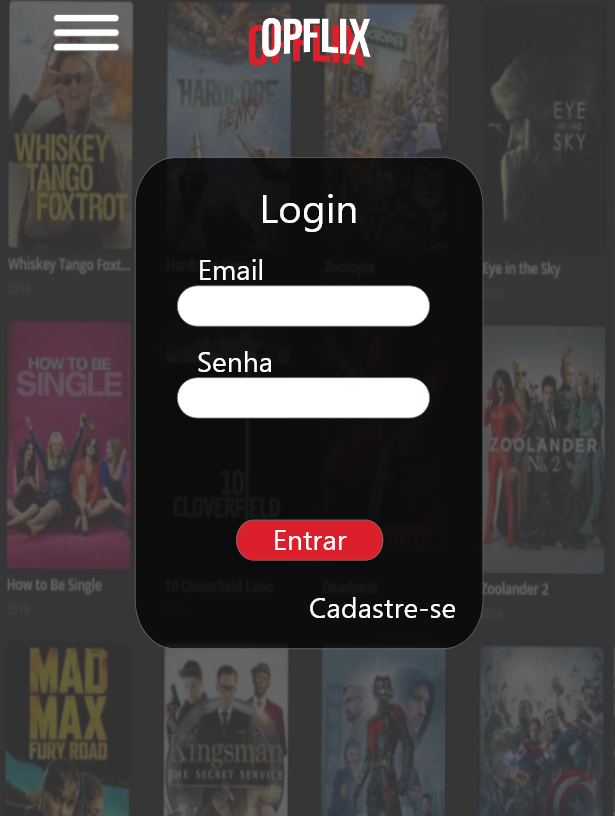 OPFLIX
HARDCORE
HENRY
WHISKEY
TANGO
FOXTROT
EYE
IN THE
SKY
Whiskey Tango Foxt...
2016
Zootopia
Eye in the Sky
2016
Login
Email
Senha
HOW TO BE
SINGLE
ZOOLANDER
No. 2
10
CLOVERFIELD
Entrar
How to Be Single
2016
10 Cloverfield Lane
Deadpool
Zoolander 2
2016
Cadastre-se
MAD
MAX
FURY ROAD
Kingsman
THE SECRET SERVICE